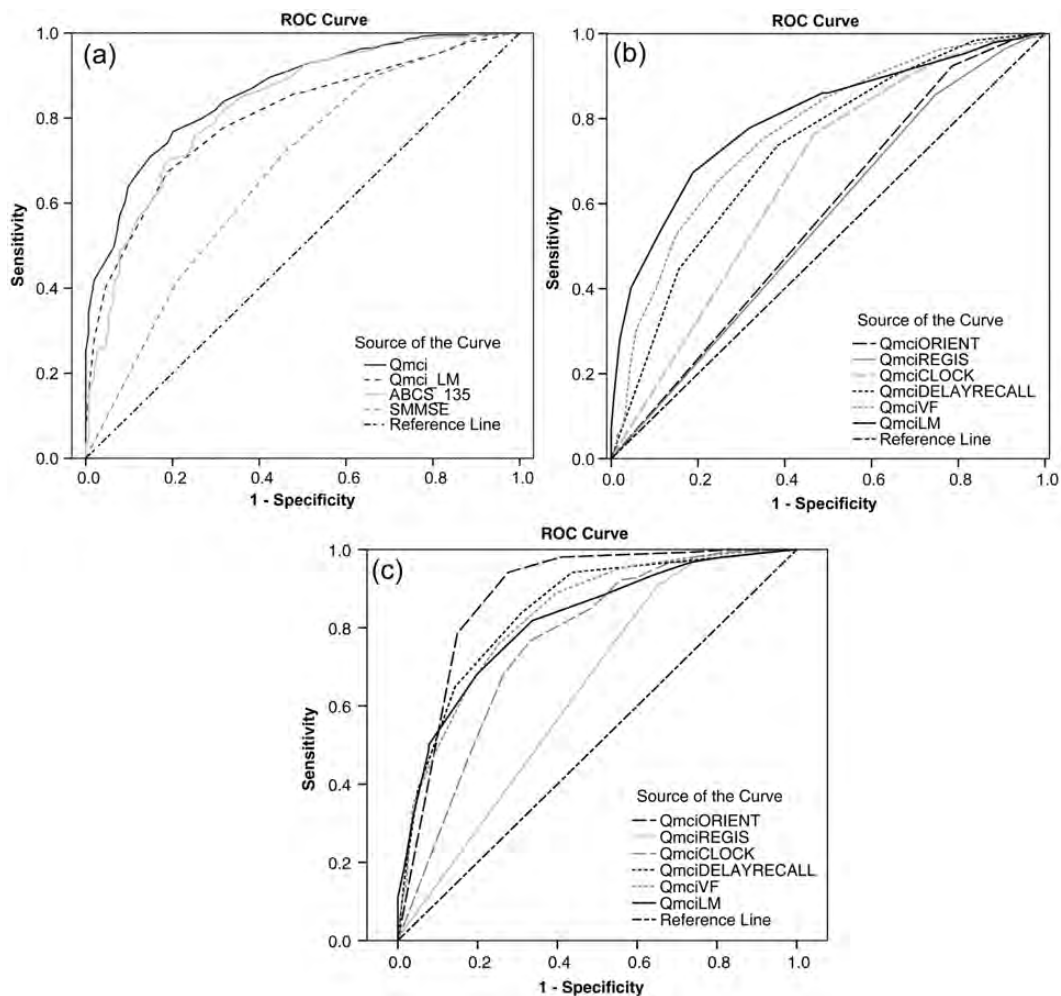 ROC Curve
(a)
1.0
0.8
0.6
0.4
0.2
0.0
Sensitivity
Source of the Curve
Qmci
Qmci_LM
ABCS_135
SMMSE
Reference Line
0.0 0.2 0.4 0.6 0.8 1.0
1 - Specificity
ROC Curve
(b)
1.0
0.8
0.6
0.4
0.2
0.0
Sensitivity
Source of the Curve
QmciORIENT
QmciREGIS
QmciCLOCK
QmciDELAYRECALL
QmciVF
QmciLM
Reference Line
0.0 0.2 0.4 0.6 0.8 1.0
1 - Specificity
ROC Curve
(c)
1.0
0.8
0.6
0.4
0.2
0.0
Sensitivity
Source of the Curve
QmciORIENT
QmciREGIS
QmciCLOCK
QmciDELAYRECALL
QmciVF
QmciLM
Reference Line
0.0 0.2 0.4 0.6 0.8 1.0
1 - Specificity